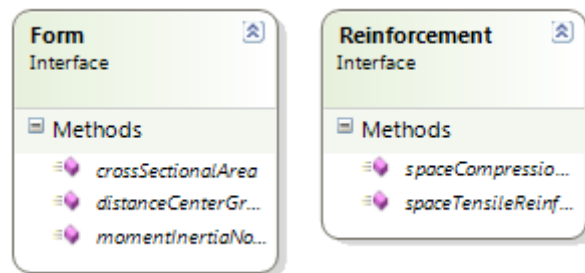 Form
Interface
Methods
crossSectionalArea
distanceCenterGr...
momentInertiaNo...
Reinforcement
Interface
Methods
spaceCompressio...
spaceTensileReinf...